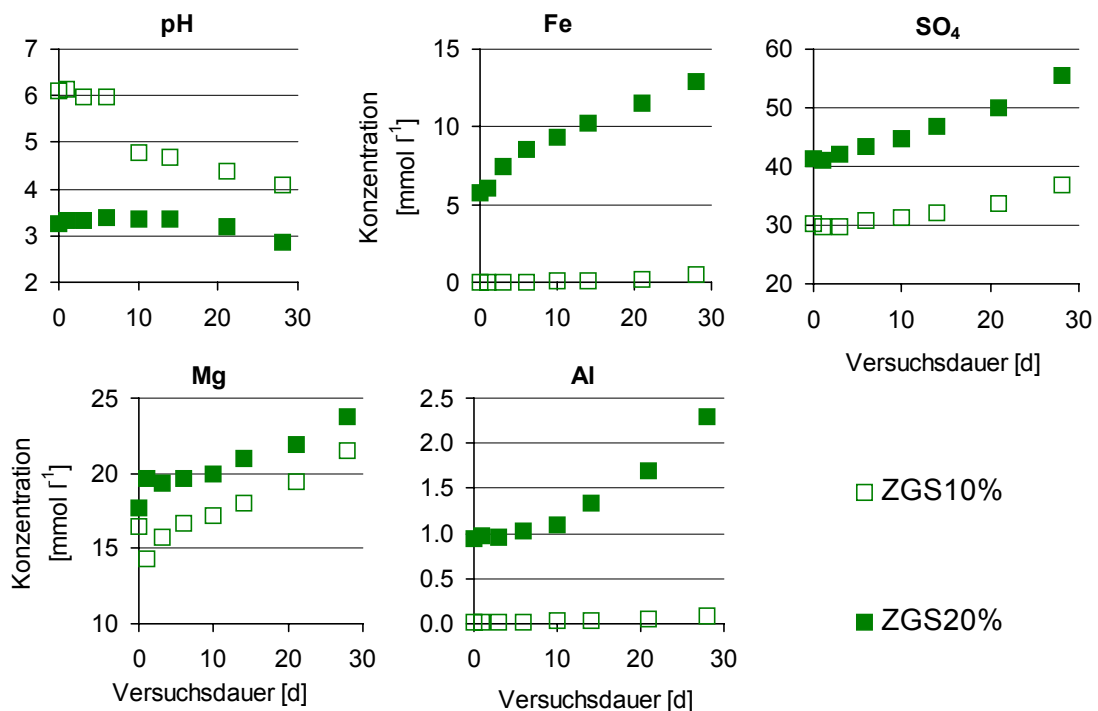 pH
7
6
5
4
3
2
0 10 20 30
Fe
Konzentration
[mmol l⁻¹]
15
10
5
0
0 10 20 30
SO₄
60
50
40
30
20
0 10 20 30
Versuchsdauer [d]
Mg
Konzentration
[mmol l⁻¹]
25
20
15
10
0 10 20 30
Versuchsdauer [d]
Al
2.5
2.0
1.5
1.0
0.5
0.0
0 10 20 30
Versuchsdauer [d]
ZGS10%
ZGS20%